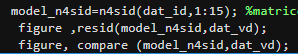 model_n4sid=n4sid(dat_id,1:15); %matric
figure ,resid(model_n4sid,dat_vd);
figure, compare (model_n4sid,dat_vd);